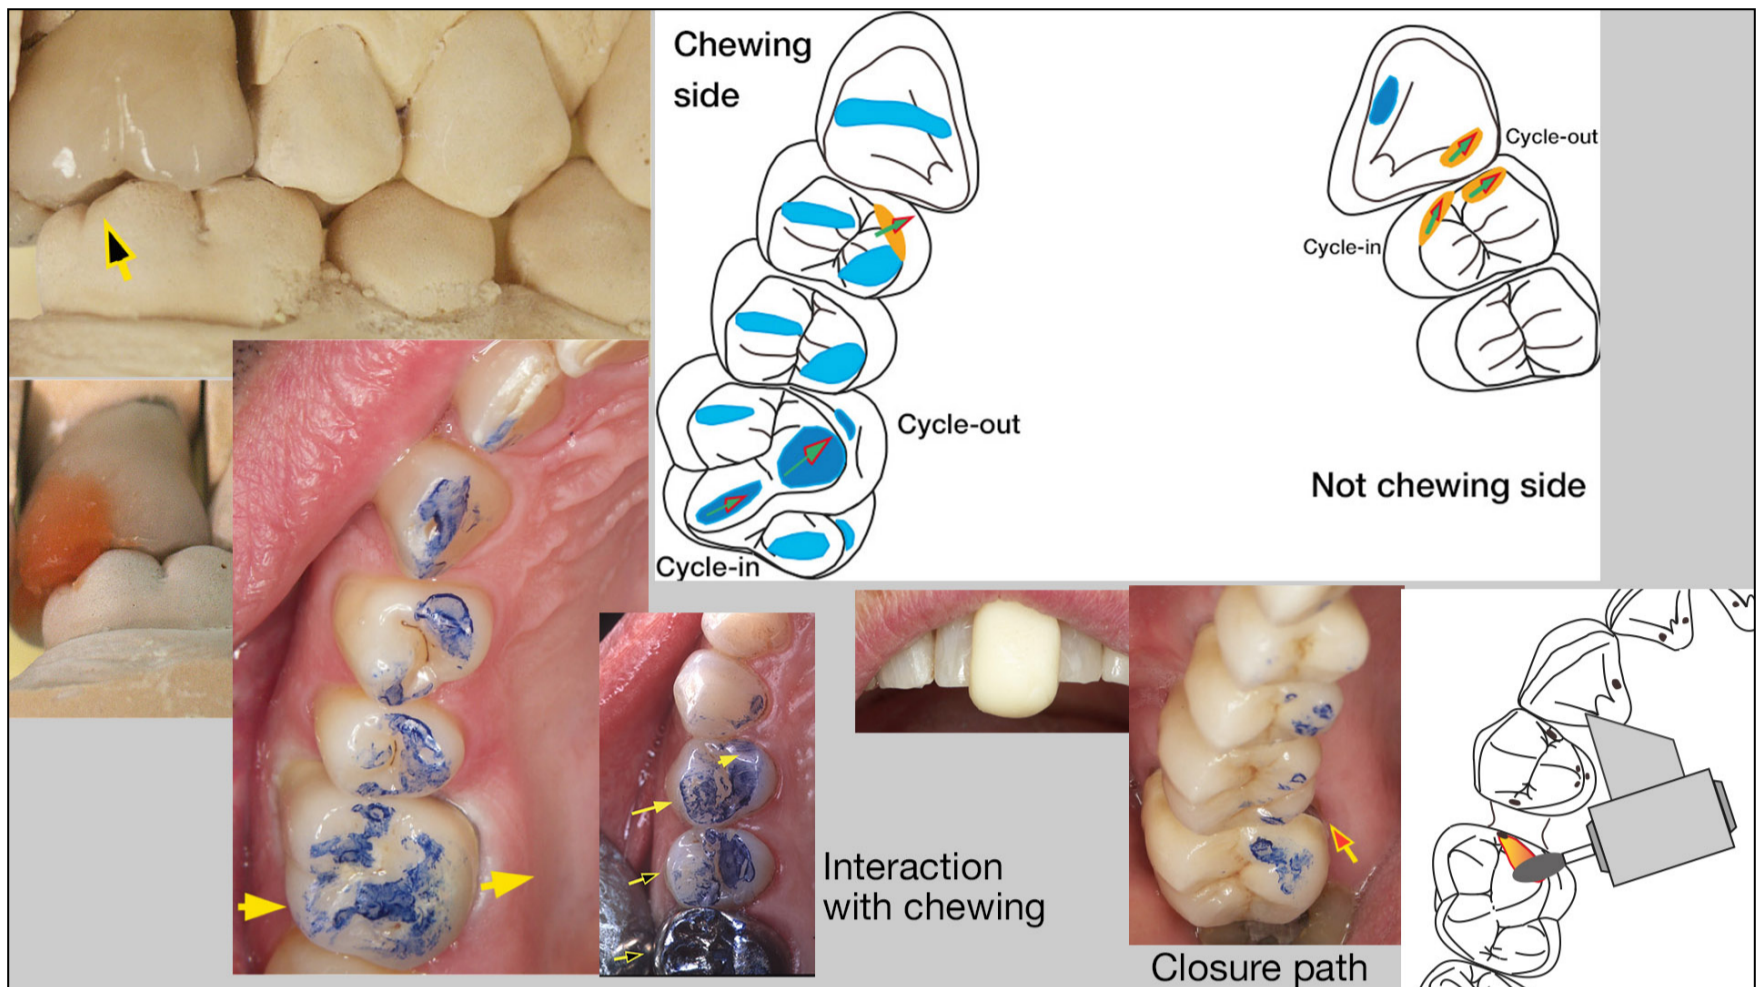 Chewing
side
Cycle-out
Cycle-in
Cycle-out
Not chewing side
Cycle-in
Interaction
with chewing
Closure path